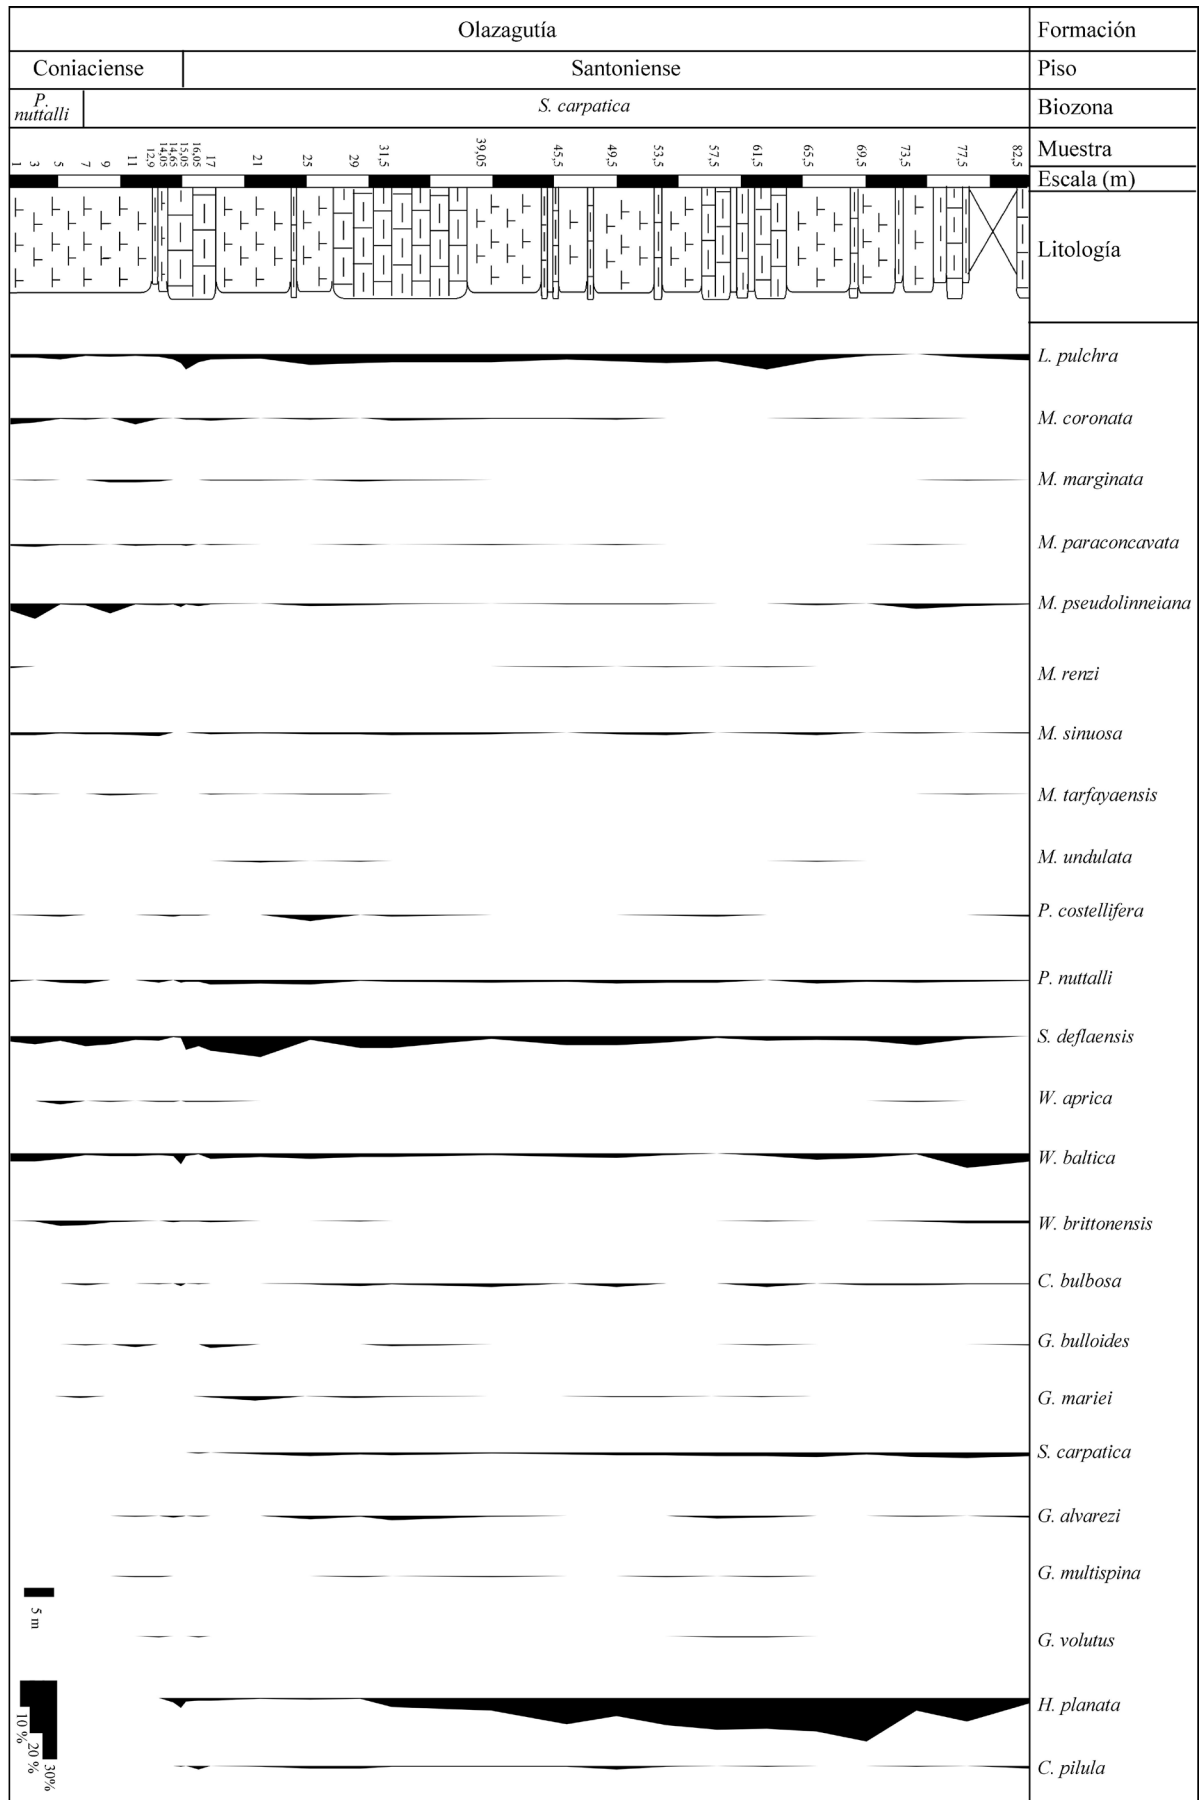 Olazagutía Formación
Coniaciense Santoniense Piso
P. nuttalli S. carpatica Biozona
1 3 5 7 9 11 12,9 14,05 14,65 15,05 16,05 17 21 25 29 31,5 39,05 45,5 49,5 53,5 57,5 61,5 65,5 69,5 73,5 77,5 82,5 Muestra
Escala (m)
Litología
L. pulchra
M. coronata
M. marginata
M. paraconcavata
M. pseudolinneiana
M. renzi
M. sinuosa
M. tarfayaensis
M. undulata
P. costellifera
P. nuttalli
S. deflaensis
W. aprica
W. baltica
W. brittonensis
C. bulbosa
G. bulloides
G. mariei
S. carpatica
G. alvarezi
G. multispina
5 m
G. volutus
H. planata
10 %
20 %
30%
C. pilula